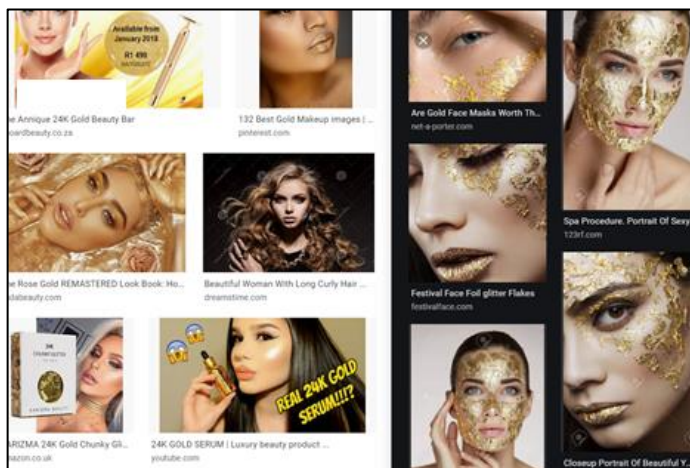 Available from
January 2018
R1 499
Annique 24K Gold Beauty Bar
oardbeauty.co.za
132 Best Gold Makeup images | ...
pinterest.com
Rose Gold REMASTERED Look Book: Ho...
dabeauty.com
Beautiful Woman With Long Curly Hair ...
dreamstime.com
REAL 24K GOLD
SERUM!!!?
ARIZMA 24K Gold Chunky Gli...
mazon.co.uk
24K GOLD SERUM | Luxury beauty product ...
youtube.com
Are Gold Face Masks Worth Th...
net-a-porter.com
Spa Procedure. Portrait Of Sexy
123rf.com
Festival Face Foil glitter Flakes
festivalface.com
Closeup Portrait Of Beautiful Y...